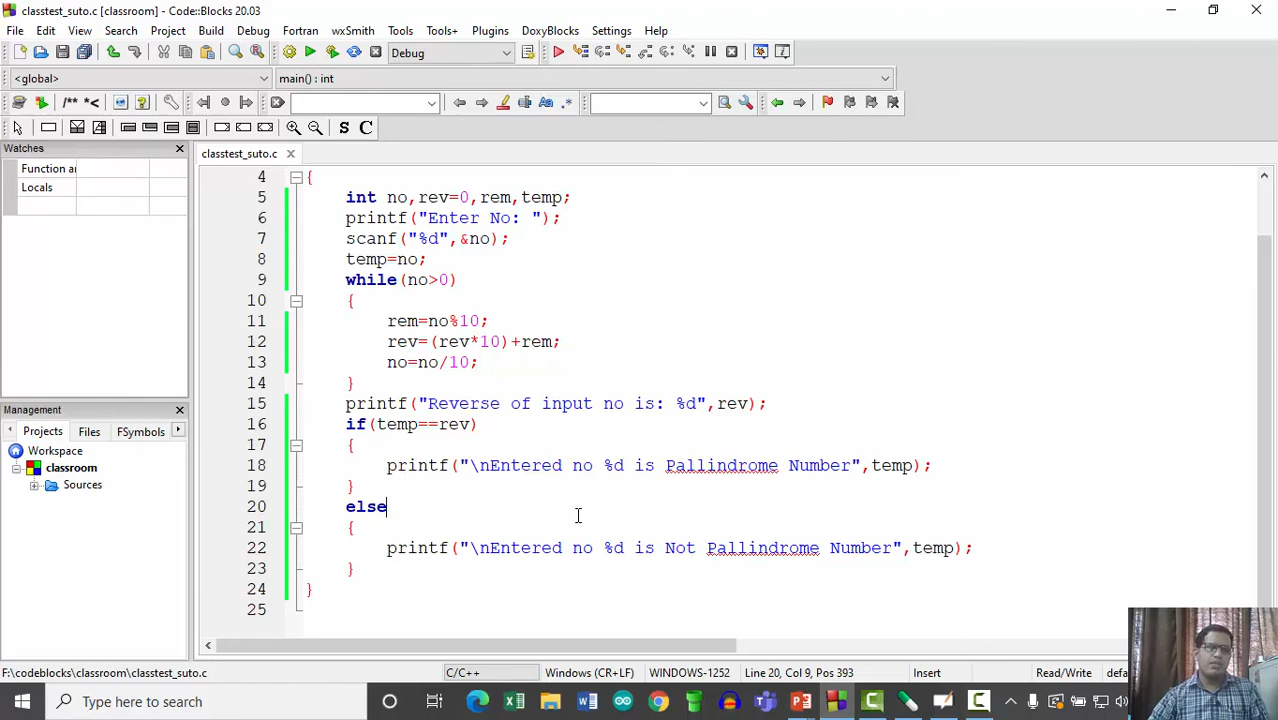 classtest_suto.c [classroom] - Code::Blocks 20.03
File Edit View Search Project Build Debug Fortran wxSmith Tools Tools+ Plugins DoxyBlocks Settings Help
Debug
<global> main() : int
/** *<
S C
Watches
classtest_suto.c
Function ar
Locals
4 {
5 int no,rev=0,rem,temp;
6 printf("Enter No: ");
7 scanf("%d",&no);
8 temp=no;
9 while(no>0)
10 {
11 rem=no%10;
12 rev=(rev*10)+rem;
13 no=no/10;
14 }
15 printf("Reverse of input no is: %d",rev);
16 if(temp==rev)
17 {
18 printf("\nEntered no %d is Pallindrome Number",temp);
19 }
20 else
21 {
22 printf("\nEntered no %d is Not Pallindrome Number",temp);
23 }
24 }
25
Management
Projects Files FSymbols
Workspace
classroom
Sources
F:\codeblocks\classroom\classtest_suto.c C/C++ Windows (CR+LF) WINDOWS-1252 Line 20, Col 9, Pos 393 Insert Read/Write defa
Type here to search